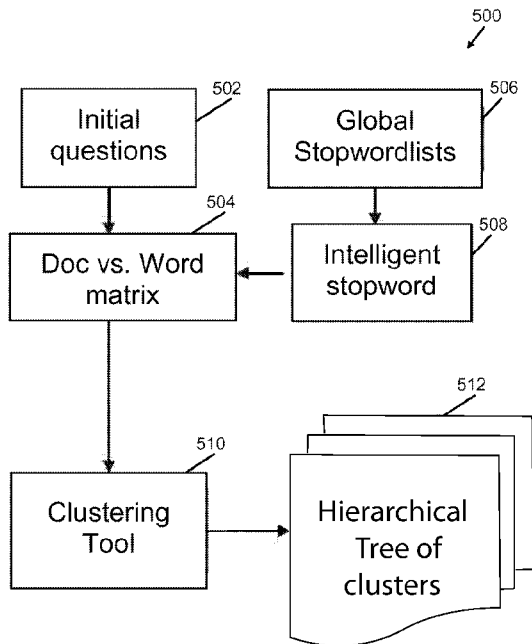 500
502
Initial
questions
506
Global
Stopwordlists
504
Doc vs. Word
matrix
508
Intelligent
stopword
510
Clustering
Tool
512
Hierarchical
Tree of
clusters